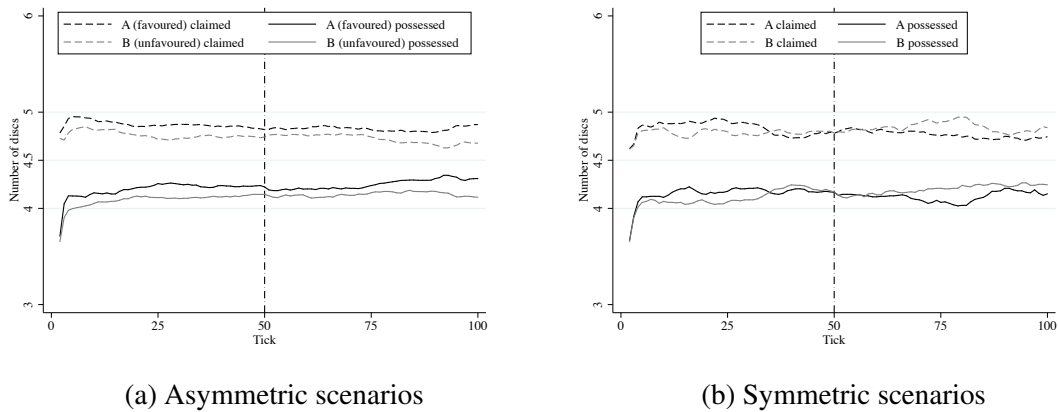 6
A (favoured) claimed A (favoured) possessed
B (unfavoured) claimed B (unfavoured) possessed
Number of discs
5
4.5
4
3
0 25 50 75 100
Tick
(a) Asymmetric scenarios
6
A claimed A possessed
B claimed B possessed
Number of discs
5
4.5
4
3
0 25 50 75 100
Tick
(b) Symmetric scenarios